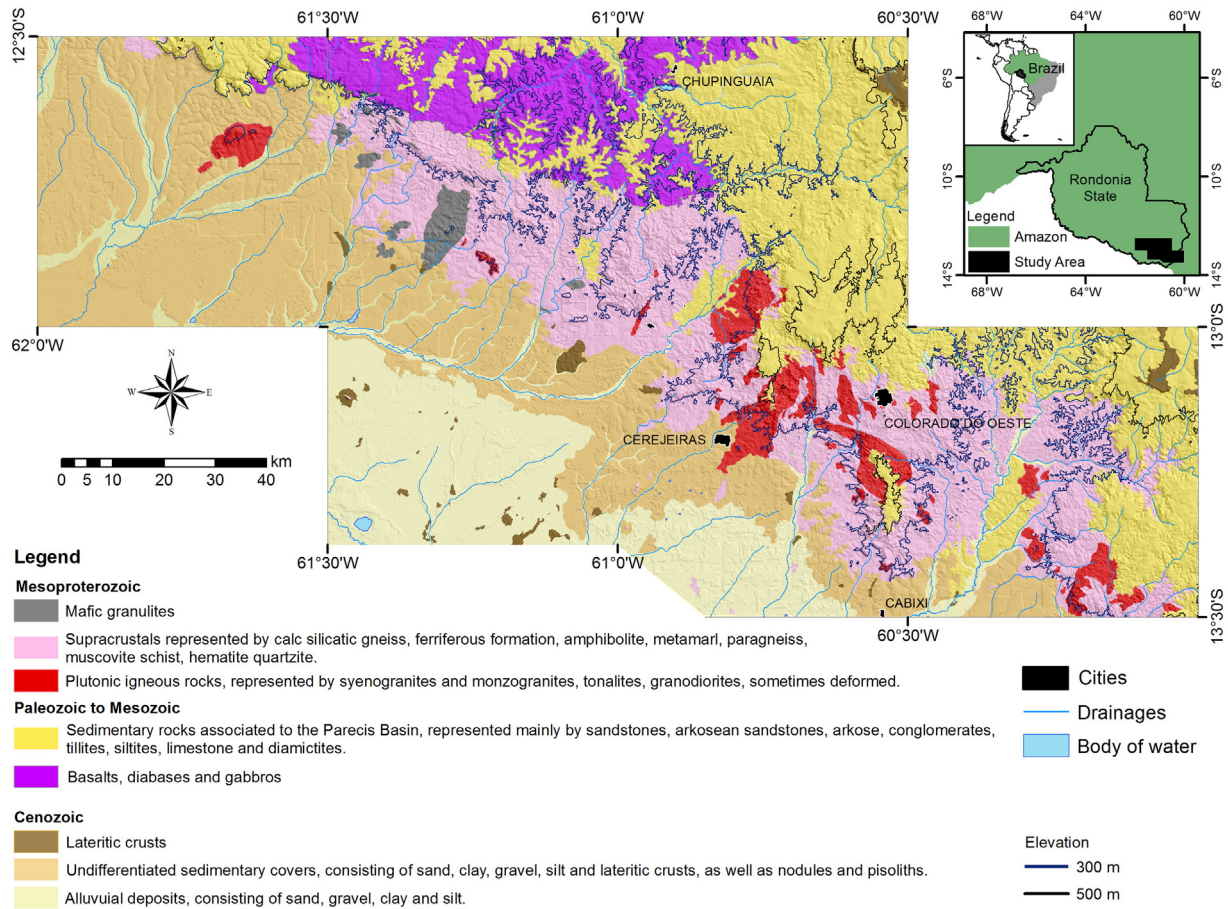 61°30'W
61°0'W
60°30'W
12°30'S
68°W
64°W
60°W
Brazil
6°S
6°S
CHUPINGUAIA
10°S
10°S
Rondonia
State
Legend
Amazon
Study Area
14°S
14°S
68°W
64°W
60°W
62°0'W
61°30'W
13°0'S
N
W
E
S
COLORADO DO OESTE
CEREJEIRAS
km
0 5 10 20 30 40
61°30'W
61°0'W
CABIXI
60°30'W
13°30'S
Legend
Mesoproterozoic
Mafic granulites
Supracrustals represented by calc silicatic gneiss, ferriferous formation, amphibolite, metamarl, paragneiss,
muscovite schist, hematite quartzite.
Plutonic igneous rocks, represented by syenogranites and monzogranites, tonalites, granodiorites, sometimes deformed.
Paleozoic to Mesozoic
Sedimentary rocks associated to the Parecis Basin, represented mainly by sandstones, arkosean sandstones, arkose, conglomerates,
tillites, siltites, limestone and diamictites.
Basalts, diabases and gabbros
Cenozoic
Lateritic crusts
Undifferentiated sedimentary covers, consisting of sand, clay, gravel, silt and lateritic crusts, as well as nodules and pisoliths.
Alluvuial deposits, consisting of sand, gravel, clay and silt.
Cities
Drainages
Body of water
Elevation
300 m
500 m